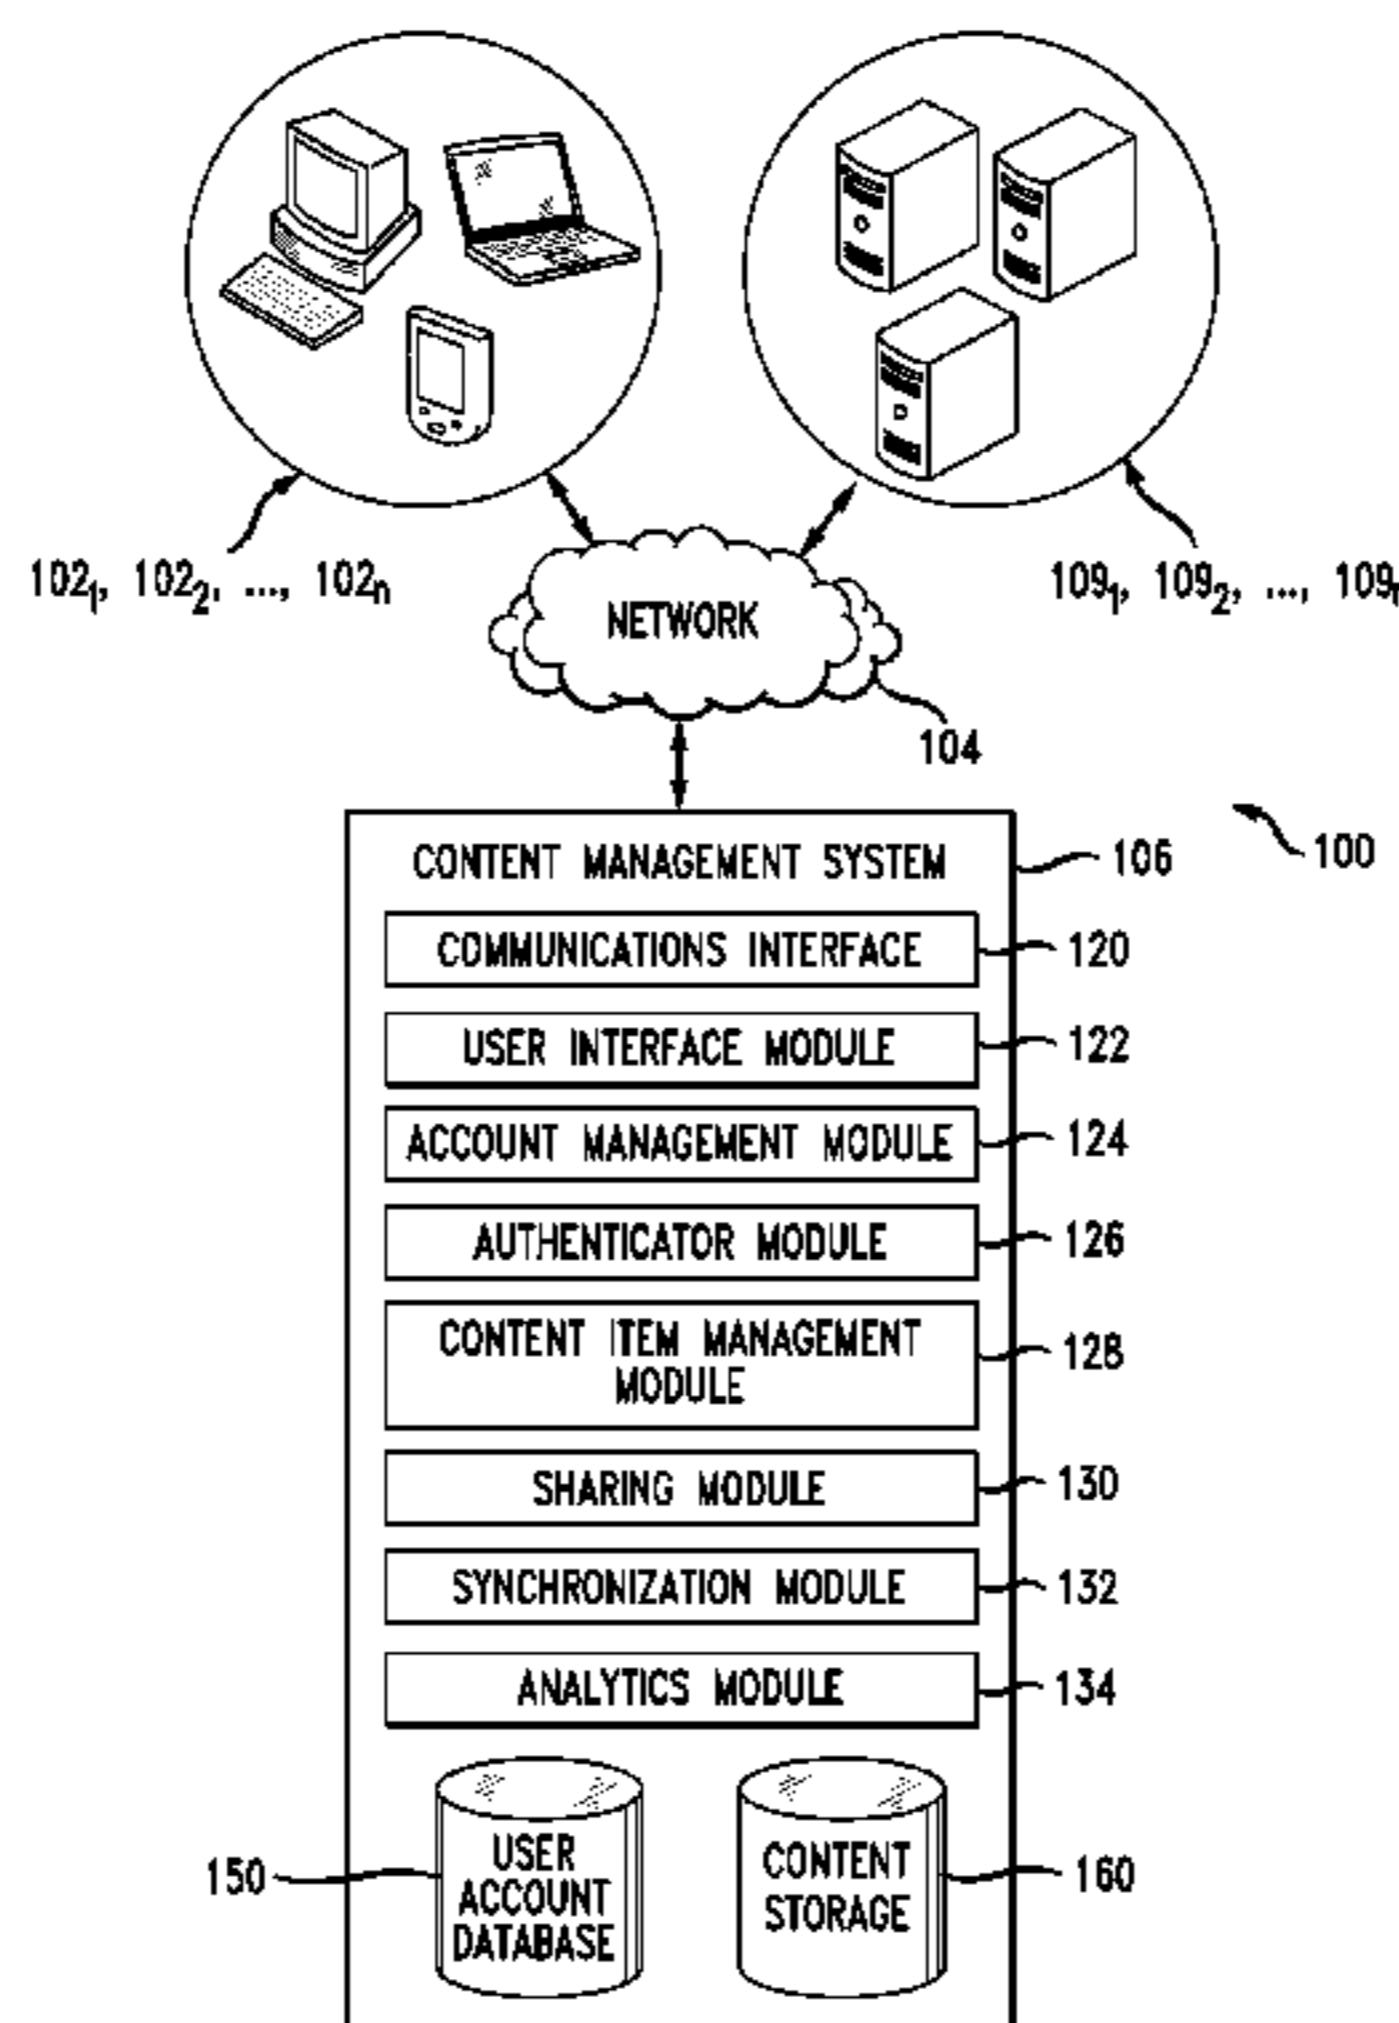 102₁, 102₂, ..., 102ₙ
109₁, 109₂, ..., 109
NETWORK
104
100
CONTENT MANAGEMENT SYSTEM
106
COMMUNICATIONS INTERFACE
120
USER INTERFACE MODULE
122
ACCOUNT MANAGEMENT MODULE
124
AUTHENTICATOR MODULE
126
CONTENT ITEM MANAGEMENT
MODULE
128
SHARING MODULE
130
SYNCHRONIZATION MODULE
132
ANALYTICS MODULE
134
150
USER
ACCOUNT
DATABASE
CONTENT
STORAGE
160